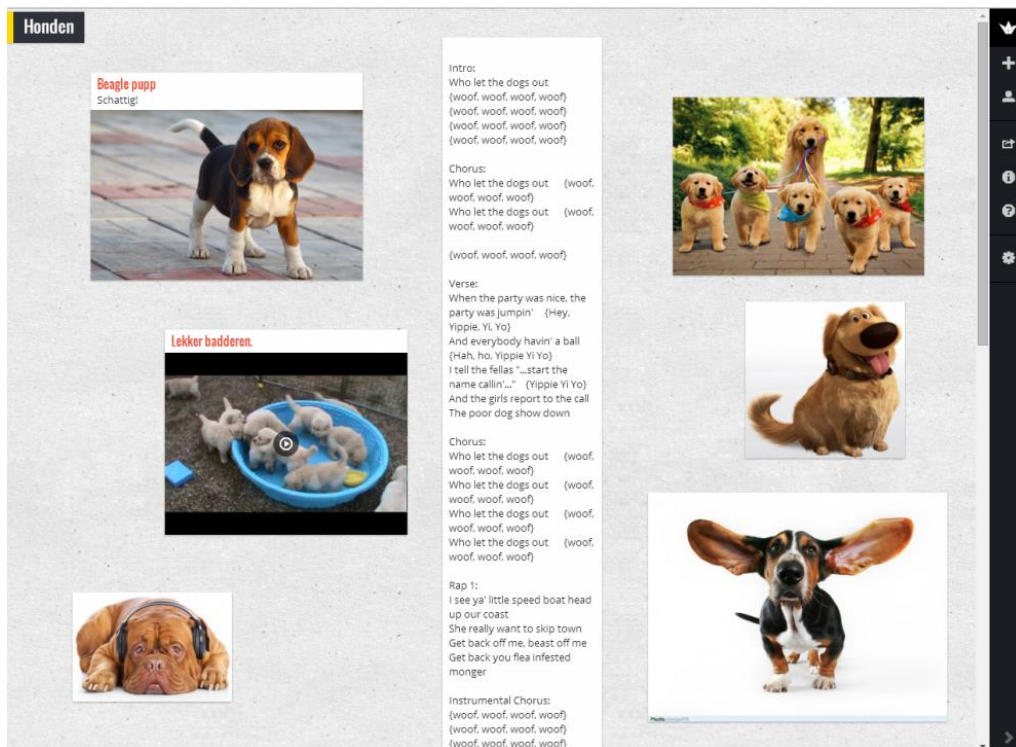 Honden
Beagle pupp
Schattig!
Lekker badderen.
Intro:
Who let the dogs out
{woof, woof, woof, woof}
{woof, woof, woof, woof}
{woof, woof, woof, woof}
{woof, woof, woof, woof}
Chorus:
Who let the dogs out {woof,
woof, woof, woof}
Who let the dogs out {woof,
woof, woof, woof}
{woof, woof, woof, woof}
Verse:
When the party was nice, the
party was jumpin' {Hey,
Yippie, Yi, Yo}
And everybody havin' a ball
{Hah, ho, Yippie Yi Yo}
I tell the fellas "...start the
name callin'..." {Yippie Yi Yo}
And the girls report to the call
The poor dog show down
Chorus:
Who let the dogs out {woof,
woof, woof, woof}
Who let the dogs out {woof,
woof, woof, woof}
Who let the dogs out {woof,
woof, woof, woof}
Who let the dogs out {woof,
woof, woof, woof}
Rap 1:
I see ya' little speed boat head
up our coast
She really want to skip town
Get back off me, beast off me
Get back you flea infested
monger
Instrumental Chorus:
{woof, woof, woof, woof}
{woof, woof, woof, woof}
{woof, woof, woof, woof}